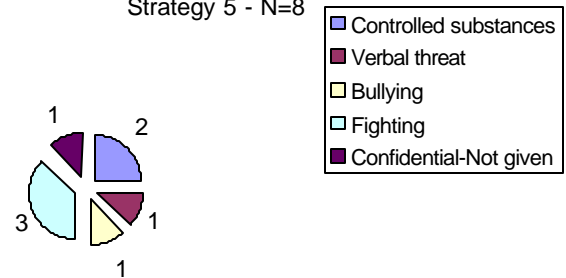 Strategy 5 - N=8
Controlled substances
Verbal threat
Bullying
Fighting
Confidential-Not given
1
2
3
1
1